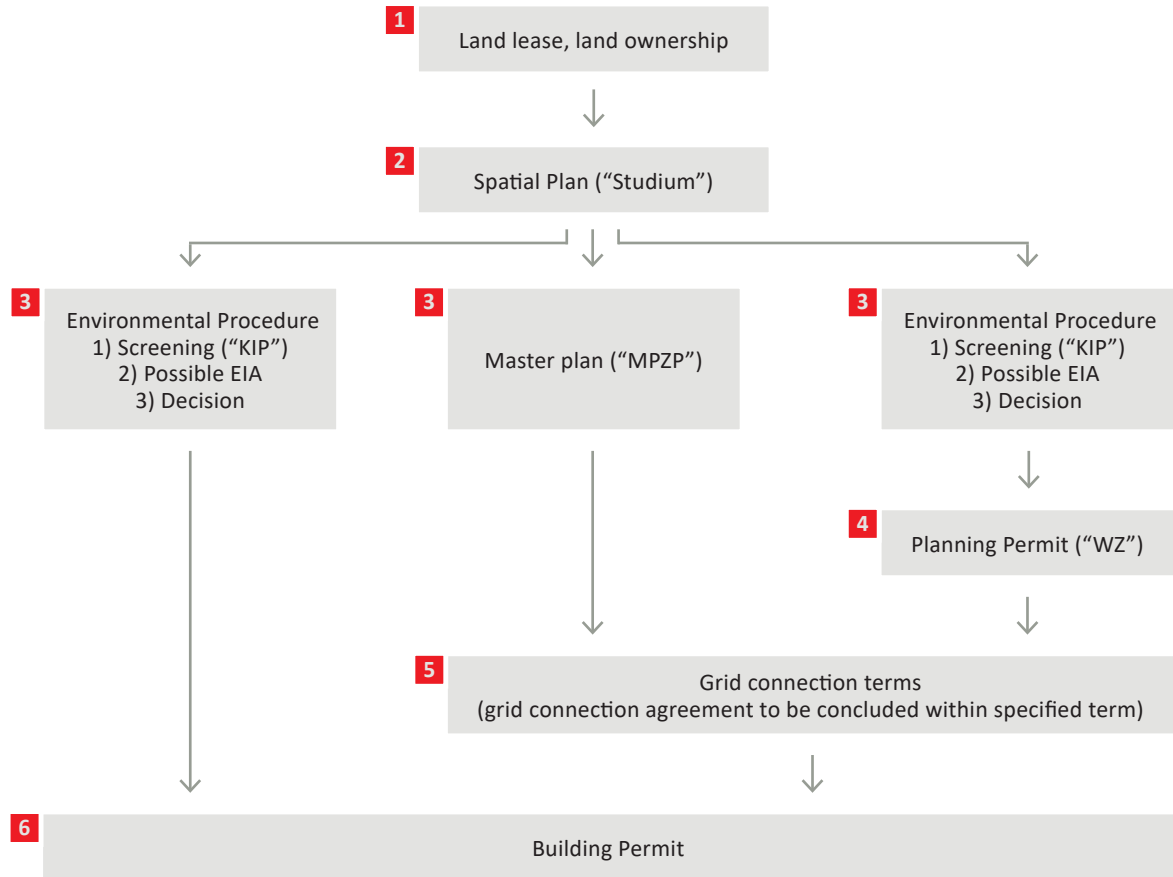 1
Land lease, land ownership
2
Spatial Plan (“Studium”)
3
Environmental Procedure
1) Screening (“KIP”)
2) Possible EIA
3) Decision
3
Master plan (“MPZP”)
3
Environmental Procedure
1) Screening (“KIP”)
2) Possible EIA
3) Decision
4
Planning Permit (“WZ”)
5
Grid connection terms
(grid connection agreement to be concluded within specified term)
6
Building Permit